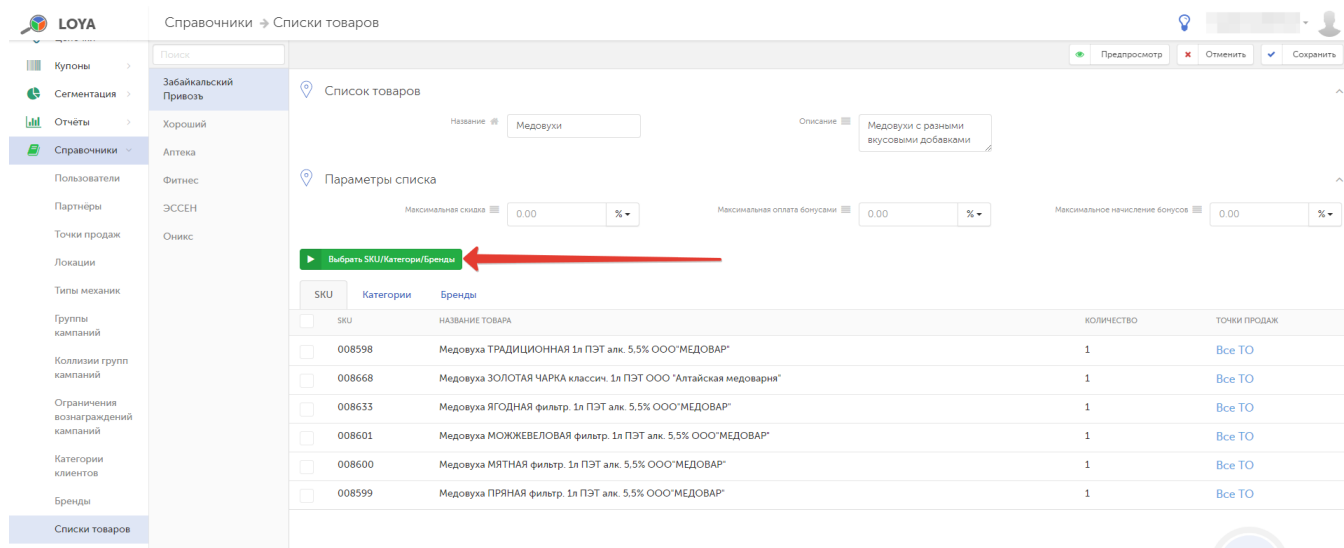 LOYA
Справочники → Списки товаров
Купоны
Сегментация
Отчёты
Справочники
Пользователи
Партнёры
Точки продаж
Локации
Типы механик
Группы
кампаний
Коллизии групп
кампаний
Ограничения
вознаграждений
кампаний
Категории
клиентов
Бренды
Списки товаров
Поиск
Забайкальский
Привозъ
Хороший
Аптека
Фитнес
ЭССЕН
Оникс
Предпросмотр
Отменить
Сохранить
Список товаров
Название
Медовухи
Описание
Медовухи с разными
вкусовыми добавками
Параметры списка
Максимальная скидка 0.00 %
Максимальная оплата бонусами 0.00 %
Максимальное начисление бонусов 0.00 %
Выбрать SKU/Категори/Бренды
SKU Категории Бренды
SKU НАЗВАНИЕ ТОВАРА КОЛИЧЕСТВО ТОЧКИ ПРОДАЖ
008598 Медовуха ТРАДИЦИОННАЯ 1л ПЭТ алк. 5,5% ООО"МЕДОВАР" 1 Все ТО
008668 Медовуха ЗОЛОТАЯ ЧАРКА классич. 1л ПЭТ ООО "Алтайская медоварня" 1 Все ТО
008633 Медовуха ЯГОДНАЯ фильтр. 1л ПЭТ алк. 5,5% ООО"МЕДОВАР" 1 Все ТО
008601 Медовуха МОЖЖЕВЕЛОВАЯ фильтр. 1л ПЭТ алк. 5,5% ООО"МЕДОВАР" 1 Все ТО
008600 Медовуха МЯТНАЯ фильтр. 1л ПЭТ алк. 5,5% ООО"МЕДОВАР" 1 Все ТО
008599 Медовуха ПРЯНАЯ фильтр. 1л ПЭТ алк. 5,5% ООО"МЕДОВАР" 1 Все ТО